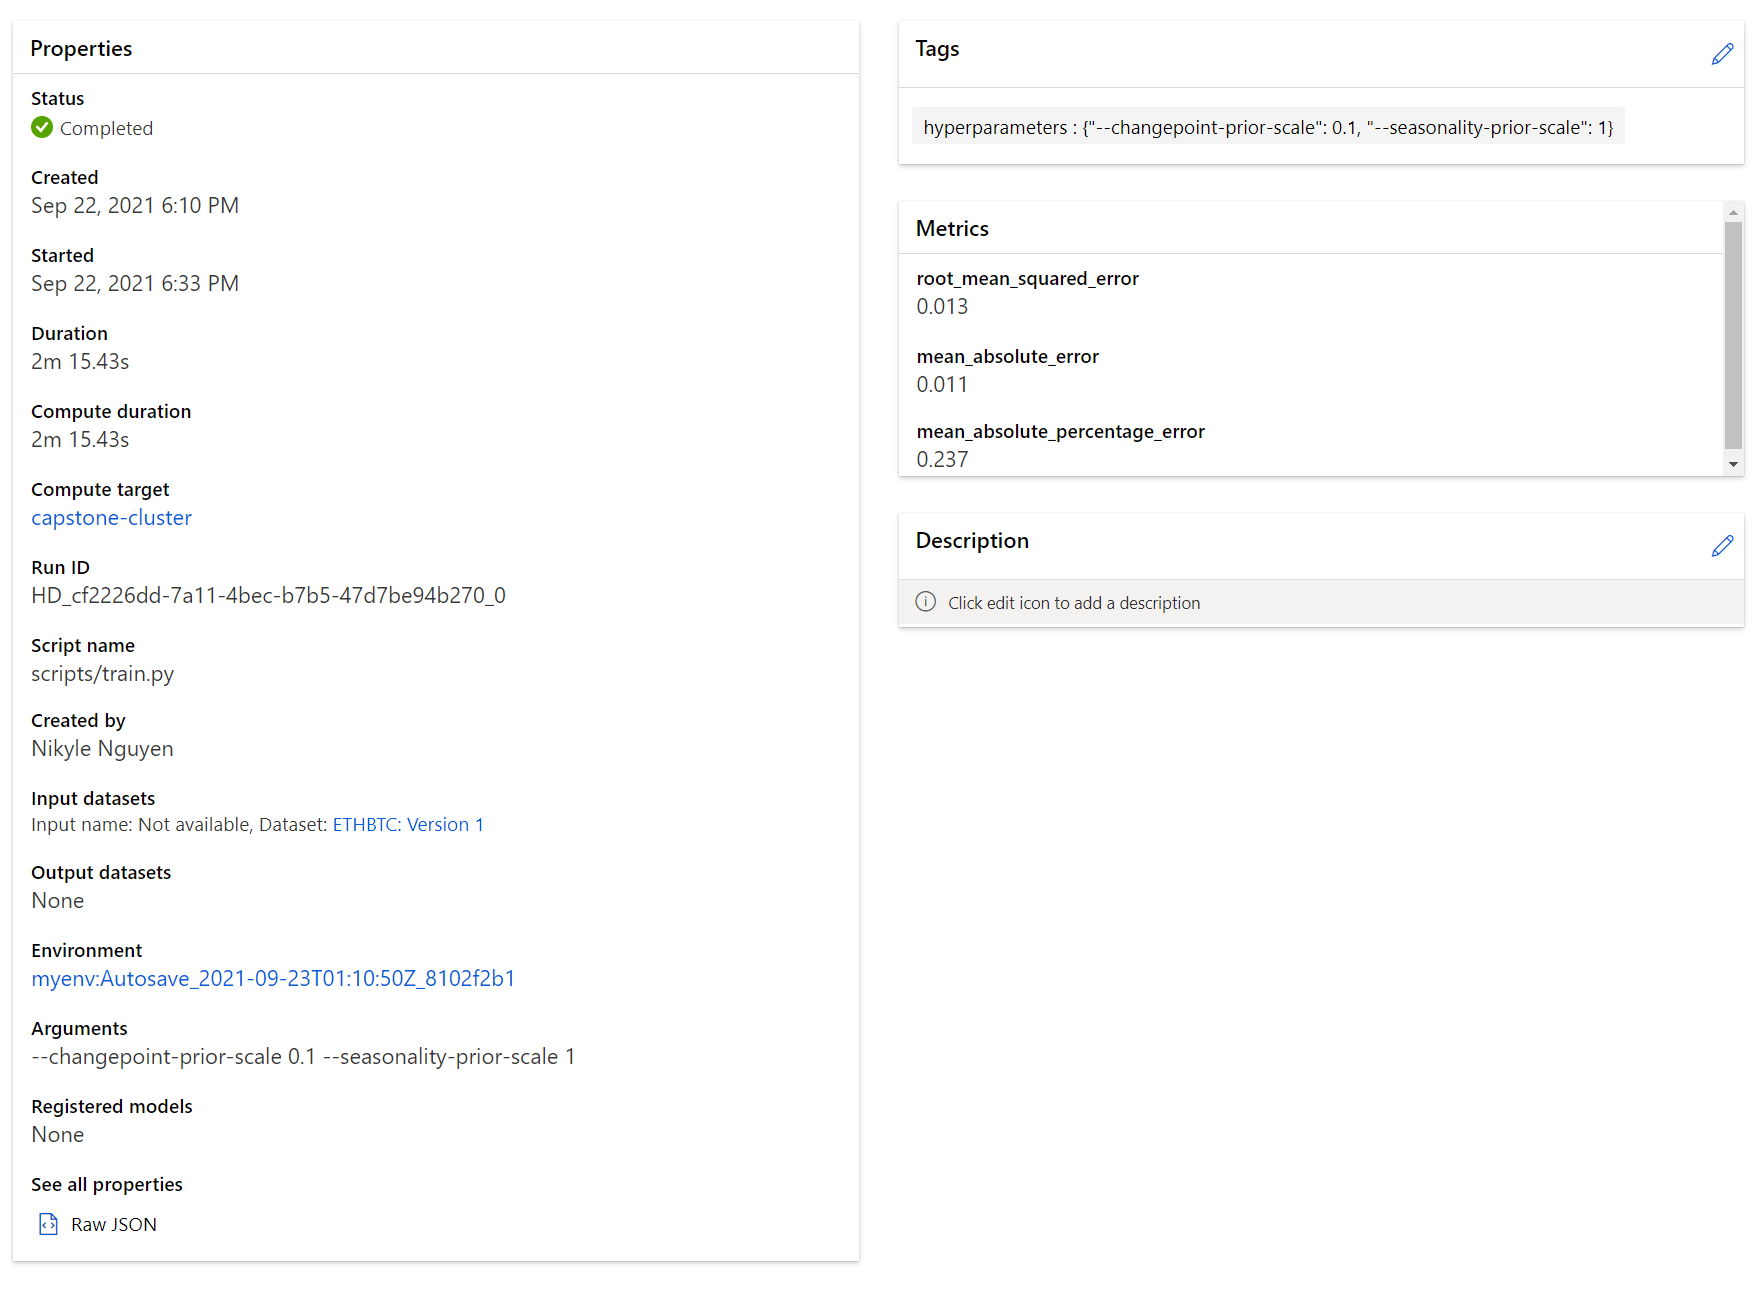 Properties
Status
Completed
Created
Sep 22, 2021 6:10 PM
Started
Sep 22, 2021 6:33 PM
Duration
2m 15.43s
Compute duration
2m 15.43s
Compute target
capstone-cluster
Run ID
HD_cf2226dd-7a11-4bec-b7b5-47d7be94b270_0
Script name
scripts/train.py
Created by
Nikyle Nguyen
Input datasets
Input name: Not available, Dataset: ETHBTC: Version 1
Output datasets
None
Environment
myenv:Autosave_2021-09-23T01:10:50Z_8102f2b1
Arguments
--changepoint-prior-scale 0.1 --seasonality-prior-scale 1
Registered models
None
See all properties
Raw JSON
Tags
hyperparameters : {"--changepoint-prior-scale": 0.1, "--seasonality-prior-scale": 1}
Metrics
root_mean_squared_error
0.013
mean_absolute_error
0.011
mean_absolute_percentage_error
0.237
Description
Click edit icon to add a description